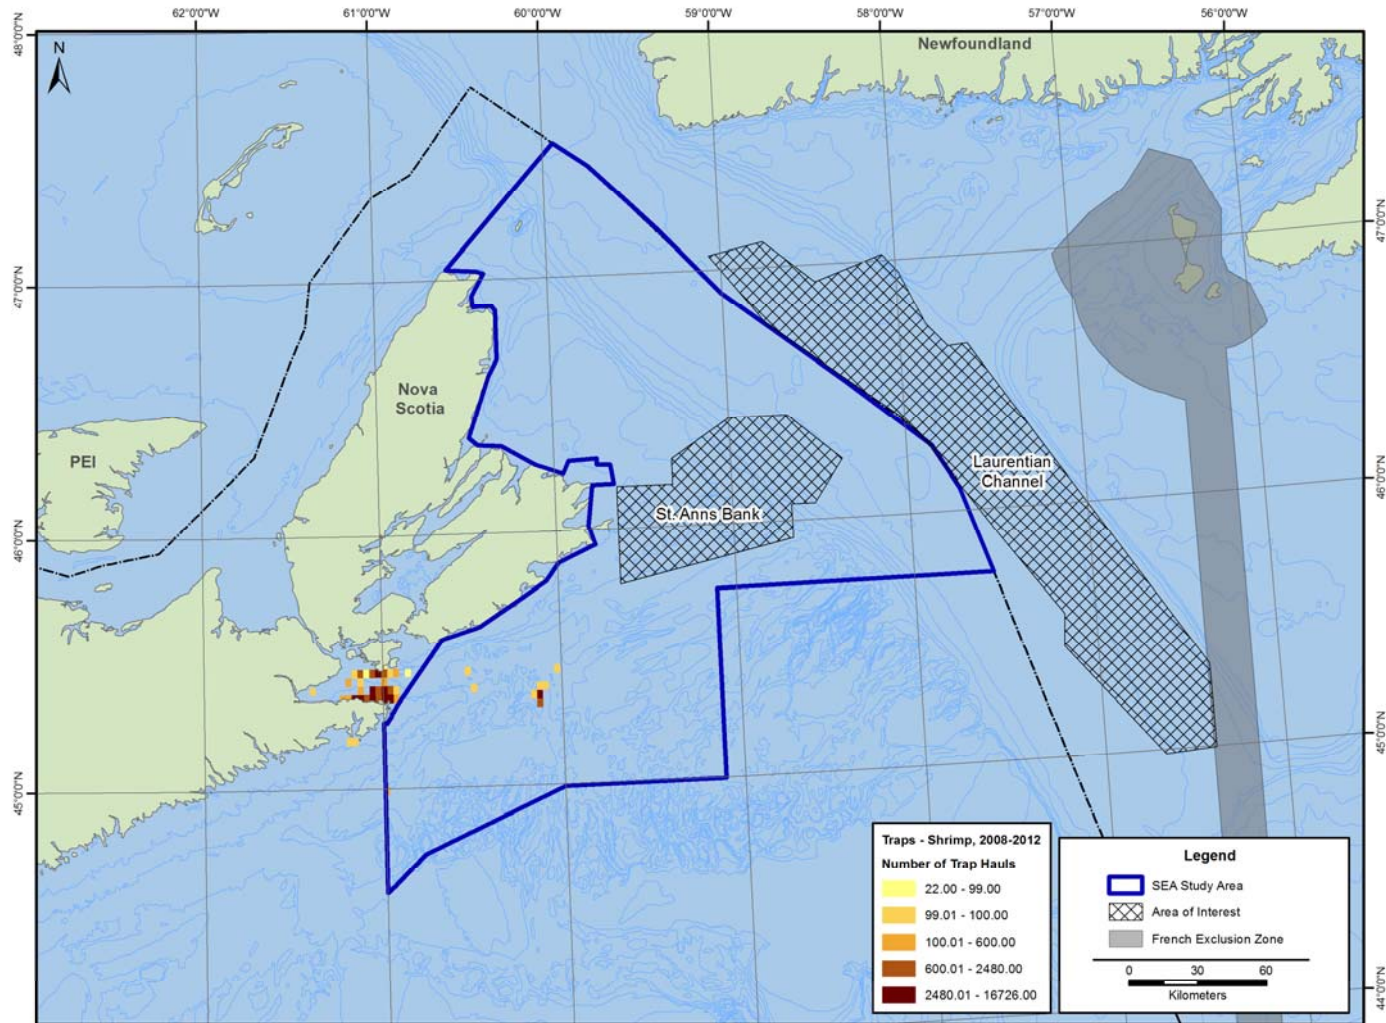 62°0'0"W 61°0'0"W 60°0'0"W 59°0'0"W 58°0'0"W 57°0'0"W 56°0'0"W
48°0'0"N
N
Newfoundland
47°0'0"N
47°0'0"N
Nova
Scotia
PEI
Laurentian
Channel
46°0'0"N
St. Anns Bank
46°0'0"N
45°0'0"N
45°0'0"N
Traps - Shrimp, 2008-2012
Number of Trap Hauls
22.00 - 99.00
99.01 - 100.00
100.01 - 600.00
600.01 - 2480.00
2480.01 - 16726.00
Legend
SEA Study Area
Area of Interest
French Exclusion Zone
0 30 60
Kilometers
44°0'0"N